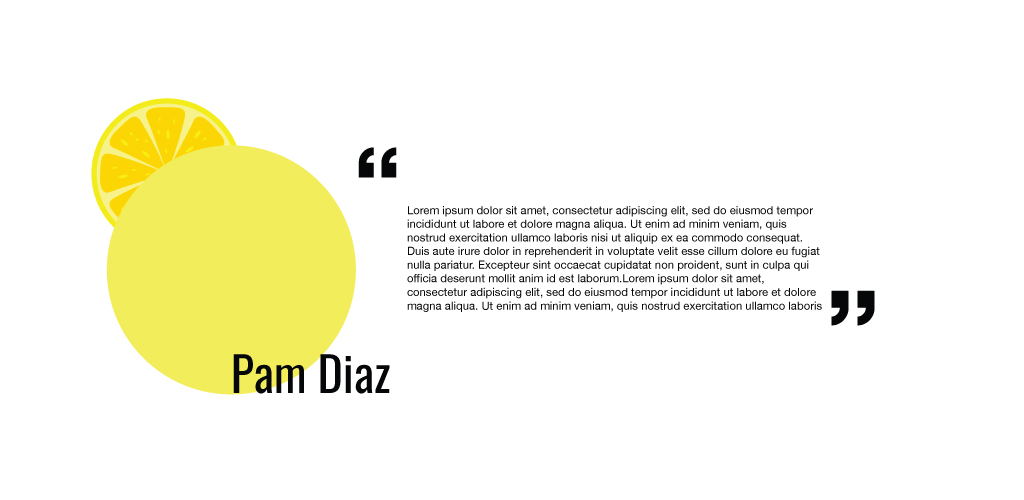 “
Lorem ipsum dolor sit amet, consectetur adipiscing elit, sed do eiusmod tempor
incididunt ut labore et dolore magna aliqua. Ut enim ad minim veniam, quis
nostrud exercitation ullamco laboris nisi ut aliquip ex ea commodo consequat.
Duis aute irure dolor in reprehenderit in voluptate velit esse cillum dolore eu fugiat
nulla pariatur. Excepteur sint occaecat cupidatat non proident, sunt in culpa qui
officia deserunt mollit anim id est laborum.Lorem ipsum dolor sit amet,
consectetur adipiscing elit, sed do eiusmod tempor incididunt ut labore et dolore
magna aliqua. Ut enim ad minim veniam, quis nostrud exercitation ullamco laboris
”
Pam Diaz